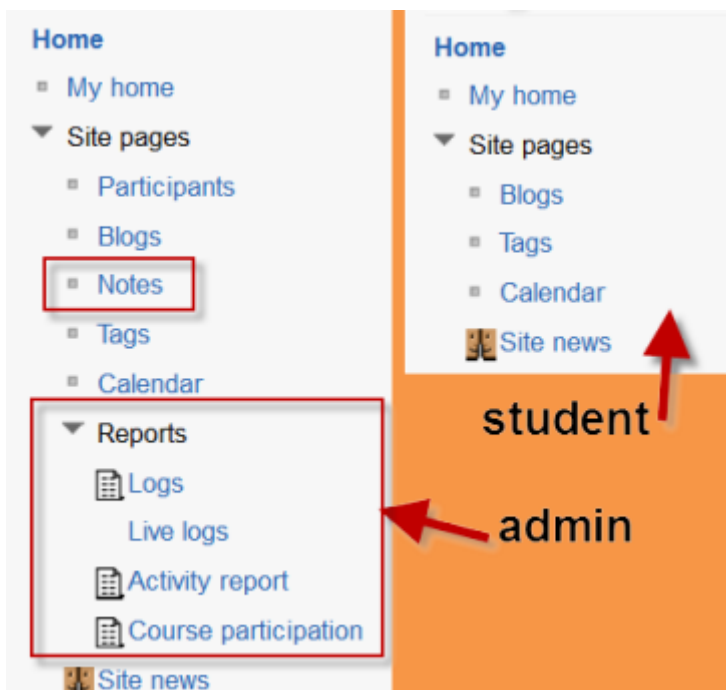 Home
My home
Site pages
Participants
Blogs
Notes
Tags
Calendar
Reports
Logs
Live logs
Activity report
Course participation
Site news
Home
My home
Site pages
Blogs
Tags
Calendar
Site news
student
admin